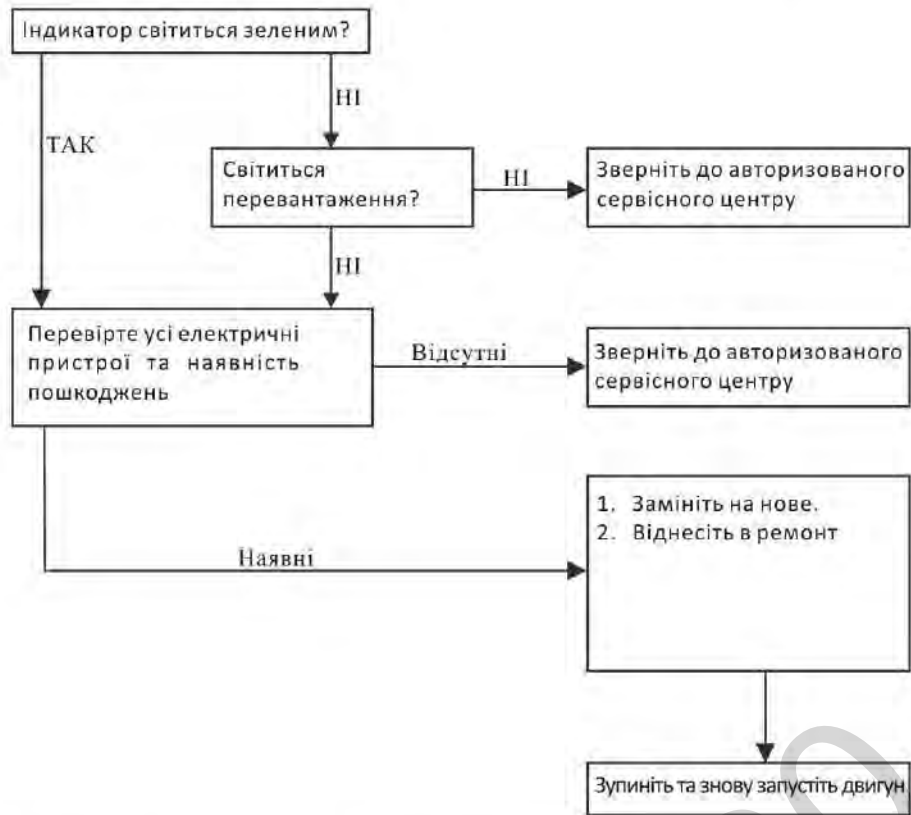 Індикатор світиться зеленим?
НІ
ТАК
Світиться
перевантаження?
НІ
Зверніть до авторизованого
сервісного центру
НІ
Перевірте усі електричні
пристрої та наявність
пошкоджень
Відсутні
Зверніть до авторизованого
сервісного центру
1. Замініть на нове.
2. Віднесіть в ремонт
Наявні
Зупиніть та знову запустіть двигун